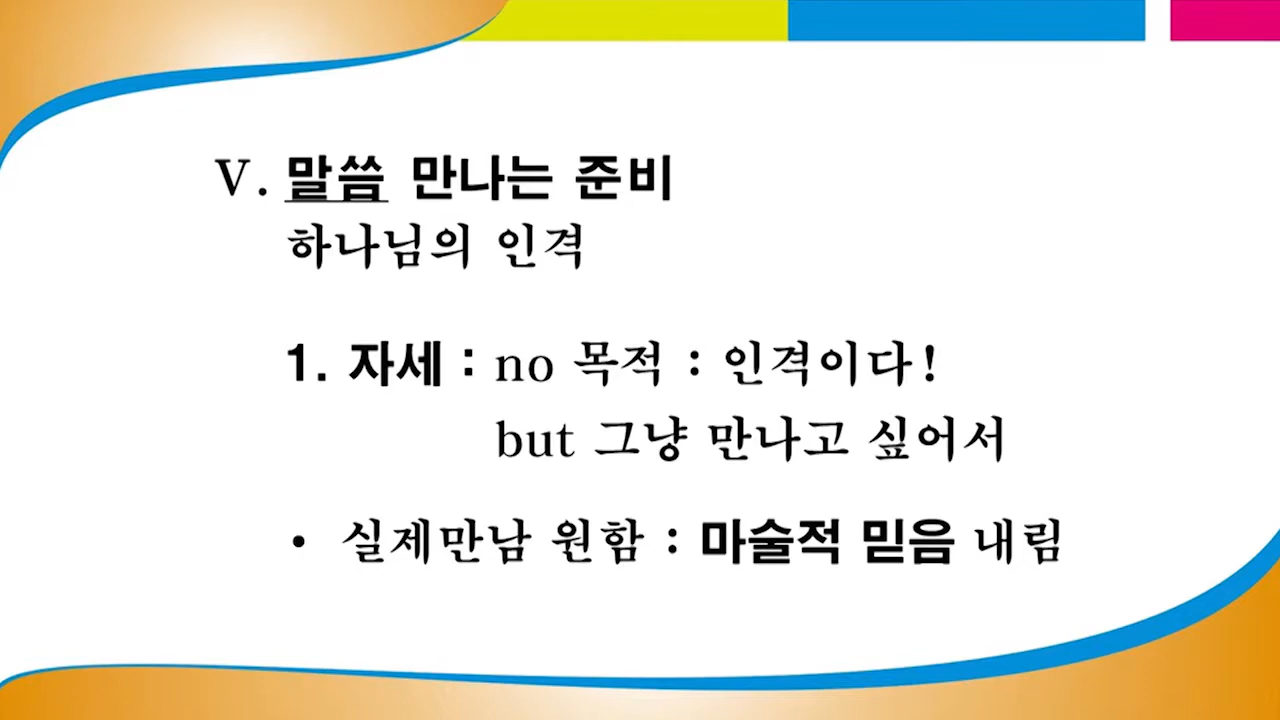 V. 말씀 만나는 준비
하나님의 인격
1. 자세 : no 목적 : 인격이다!
but 그냥 만나고 싶어서
• 실제만남 원함 : 마술적 믿음 내림